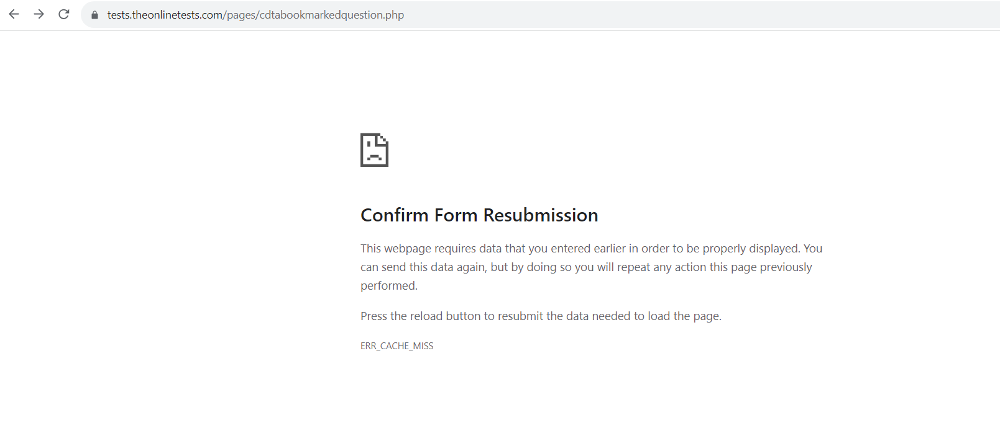 tests.theonlinetests.com/pages/cdtabookmarkedquestion.php
Confirm Form Resubmission
This webpage requires data that you entered earlier in order to be properly displayed. You
can send this data again, but by doing so you will repeat any action this page previously
performed.
Press the reload button to resubmit the data needed to load the page.
ERR_CACHE_MISS